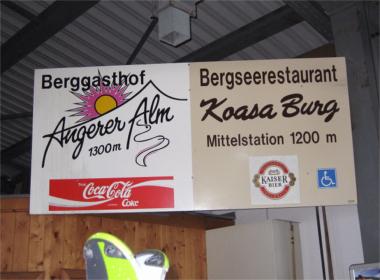 Berggasthof
Angerer Alm
1300m
Coca-Cola
Coke
Bergseerestaurant
Koasa Burg
Mittelstation 1200 m
KAISER
BIER